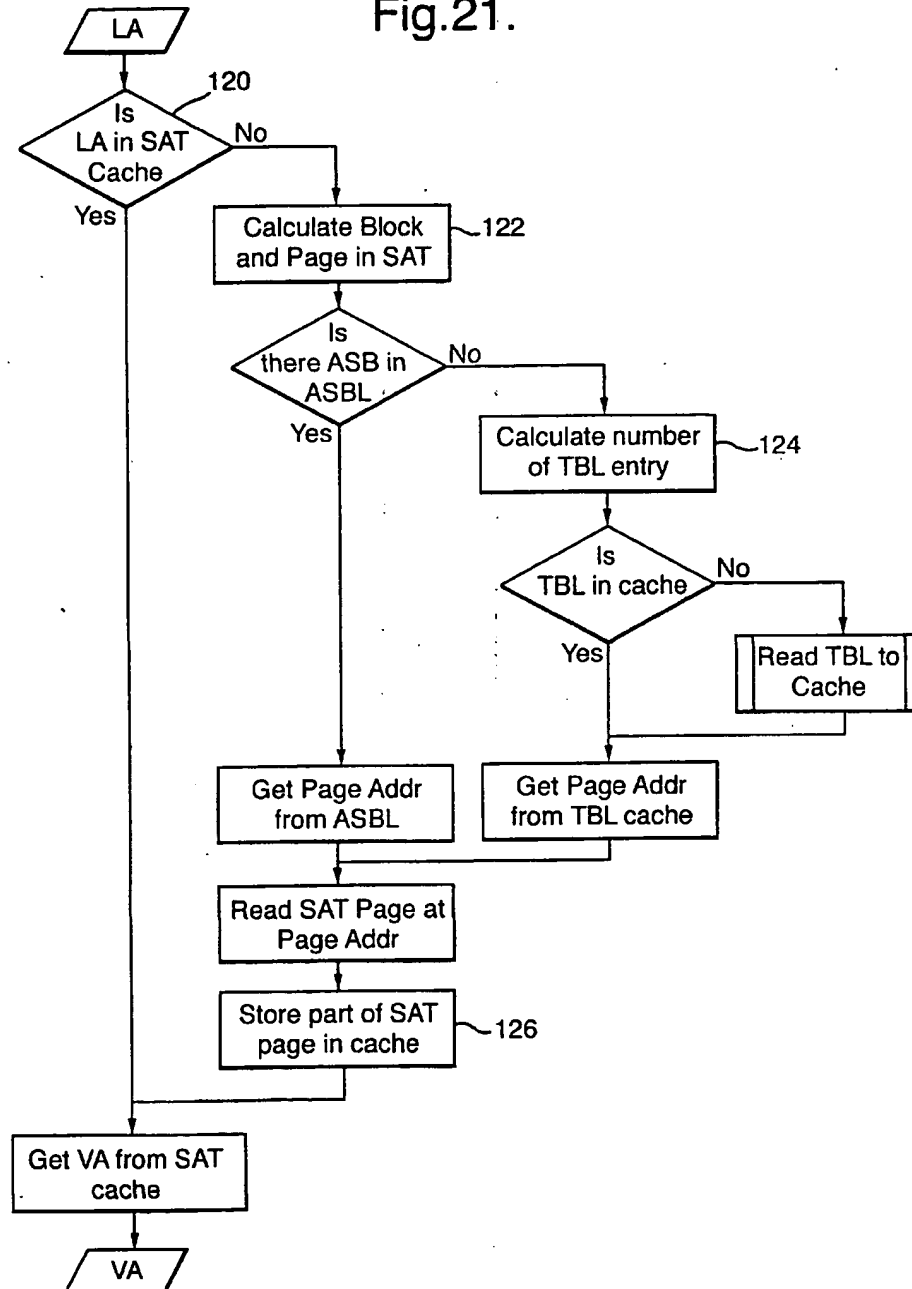 Fig.21.
LA
120
Is
LA in SAT
Cache
No
Yes
Calculate Block
and Page in SAT
122
Is
there ASB in
ASBL
No
Yes
Calculate number
of TBL entry
124
Is
TBL in cache
No
Yes
Read TBL to
Cache
Get Page Addr
from ASBL
Get Page Addr
from TBL cache
Read SAT Page at
Page Addr
Store part of SAT
page in cache
126
Get VA from SAT
cache
VA